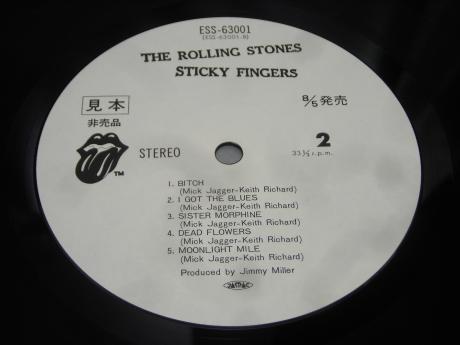 ESS-63001
(ESS-63001-B)
THE ROLLING STONES
STICKY FINGERS
見本
非売品
8/5発売
TM
STEREO
2
33 1/3 r.p.m.
1. BITCH
(Mick Jagger-Keith Richard)
2. I GOT THE BLUES
(Mick Jagger-Keith Richard)
3. SISTER MORPHINE
(Mick Jagger-Keith Richard)
4. DEAD FLOWERS
(Mick Jagger-Keith Richard)
5. MOONLIGHT MILE
(Mick Jagger-Keith Richard)
Produced by Jimmy Miller
JASRAC